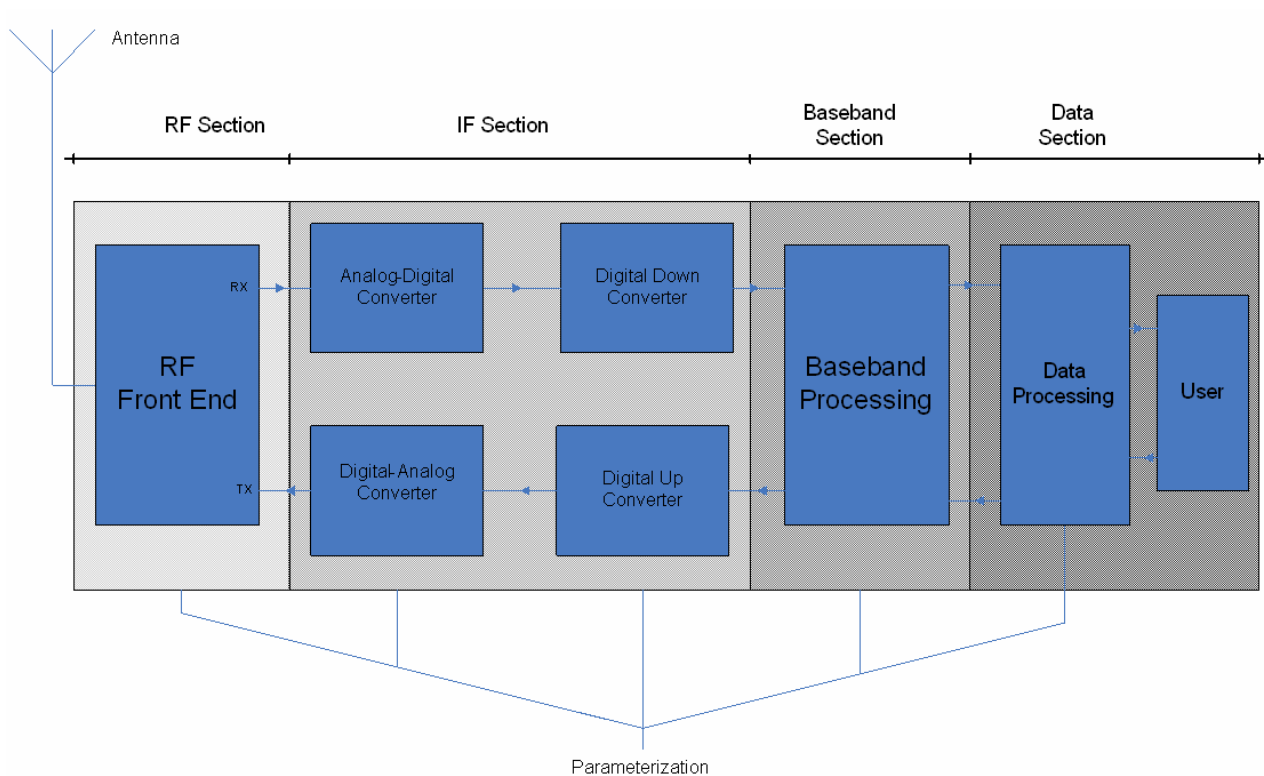 Antenna
RF Section
IF Section
Baseband
Section
Data
Section
RX
Analog-Digital
Converter
Digital Down
Converter
RF
Front End
Baseband
Processing
Data
Processing
User
TX
Digital-Analog
Converter
Digital Up
Converter
Parameterization